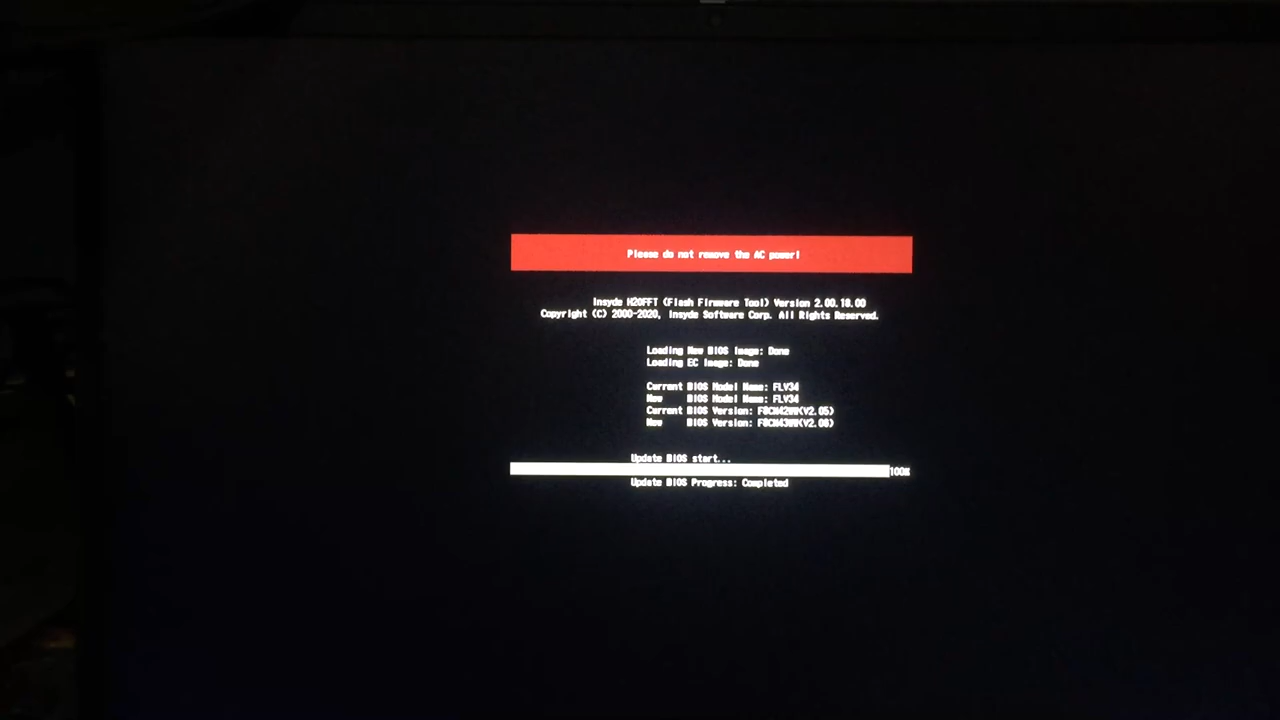 Please do not remove the AC power!
Insyde H2OFFT (Flash Firmware Tool) Version 2.00.18.00
Copyright (C) 2000-2020, Insyde Software Corp. All Rights Reserved.
Loading New BIOS Image: Done
Loading EC Image: Done
Current BIOS Model Name: FLV34
New BIOS Model Name: FLV34
Current BIOS Version: F8CN42WW(V2.05)
New BIOS Version: F8CN43WW(V2.06)
Update BIOS start...
100%
Update BIOS Progress: Completed